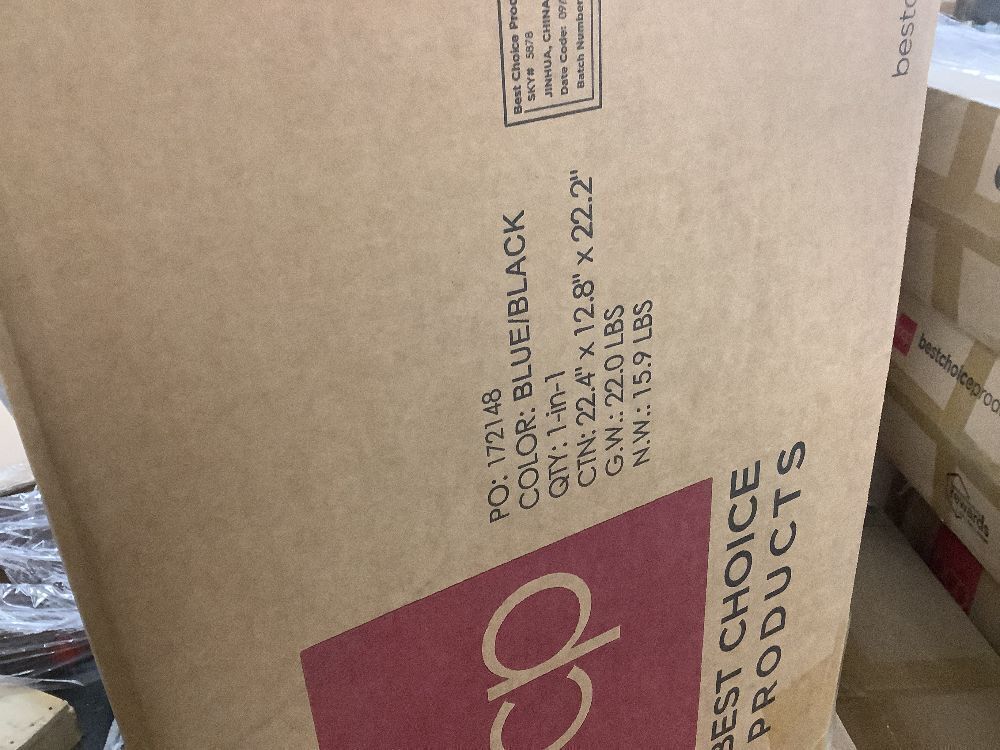 Best Choice
SKY# 5878
JINHUA, CHINA
Date Code: 09/
Batch Number
PO: 172148
COLOR: BLUE/BLACK
QTY: 1-in-1
CTN: 22.4" x 12.8" x 22.2"
G.W.: 22.0 LBS
N.W.: 15.9 LBS
cp
BEST CHOICE
PRODUCTS
bestc
bestchoiceprod
rewards